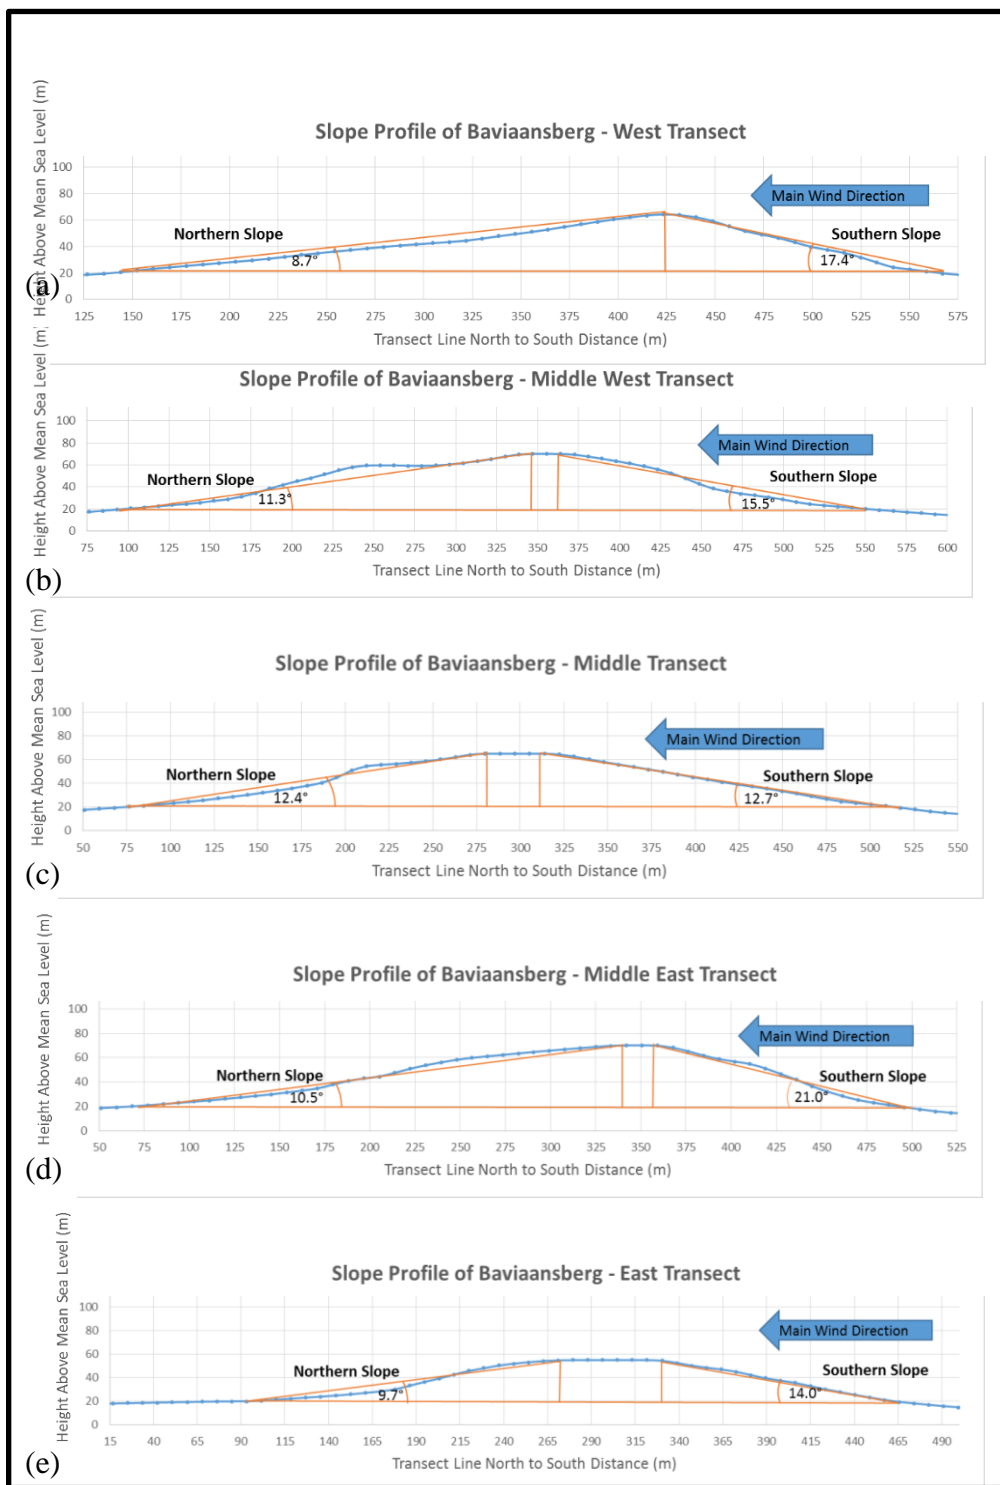 Slope Profile of Baviaansberg - West Transect
Height Above Mean Sea Level (m)
100
80
60
40
20
0
Main Wind Direction
Northern Slope
Southern Slope
8.7°
17.4°
(a)
125 150 175 200 225 250 275 300 325 350 375 400 425 450 475 500 525 550 575
Transect Line North to South Distance (m)
Slope Profile of Baviaansberg - Middle West Transect
Height Above Mean Sea Level (m)
100
80
60
40
20
0
Main Wind Direction
Northern Slope
Southern Slope
11.3°
15.5°
75 100 125 150 175 200 225 250 275 300 325 350 375 400 425 450 475 500 525 550 575 600
Transect Line North to South Distance (m)
(b)
Slope Profile of Baviaansberg - Middle Transect
Height Above Mean Sea Level (m)
100
80
60
40
20
0
Main Wind Direction
Northern Slope
Southern Slope
12.4°
12.7°
50 75 100 125 150 175 200 225 250 275 300 325 350 375 400 425 450 475 500 525 550
Transect Line North to South Distance (m)
(c)
Slope Profile of Baviaansberg - Middle East Transect
Height Above Mean Sea Level (m)
100
80
60
40
20
0
Main Wind Direction
Northern Slope
Southern Slope
10.5°
21.0°
50 75 100 125 150 175 200 225 250 275 300 325 350 375 400 425 450 475 500 525
Transect Line North to South Distance (m)
(d)
Slope Profile of Baviaansberg - East Transect
Height Above Mean Sea Level (m)
100
80
60
40
20
0
Main Wind Direction
Northern Slope
Southern Slope
9.7°
14.0°
15 40 65 90 115 140 165 190 215 240 265 290 315 340 365 390 415 440 465 490
Transect Line North to South Distance (m)
(e)